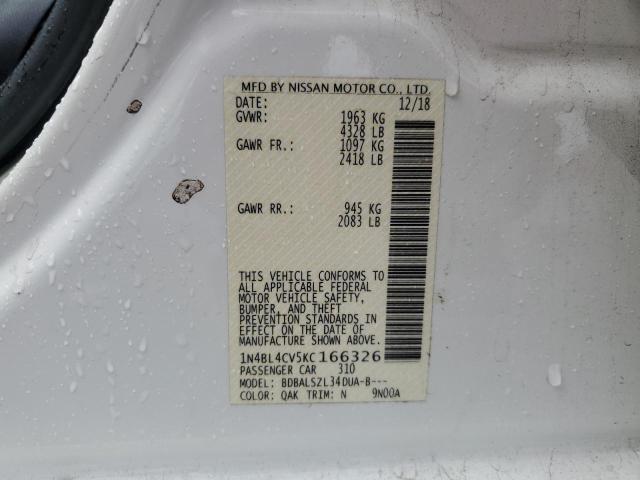 MFD BY NISSAN MOTOR CO., LTD.
DATE: 12/18
GVWR: 1963 KG
4328 LB
GAWR FR.: 1097 KG
2418 LB
GAWR RR.: 945 KG
2083 LB
THIS VEHICLE CONFORMS TO
ALL APPLICABLE FEDERAL
MOTOR VEHICLE SAFETY,
BUMPER, AND THEFT
PREVENTION STANDARDS IN
EFFECT ON THE DATE OF
MANUFACTURE SHOWN ABOVE.
1N4BL4CV5KC166326
PASSENGER CAR 310
MODEL: BDBALSZL34DUA-B---
COLOR: QAK TRIM: N 9N00A